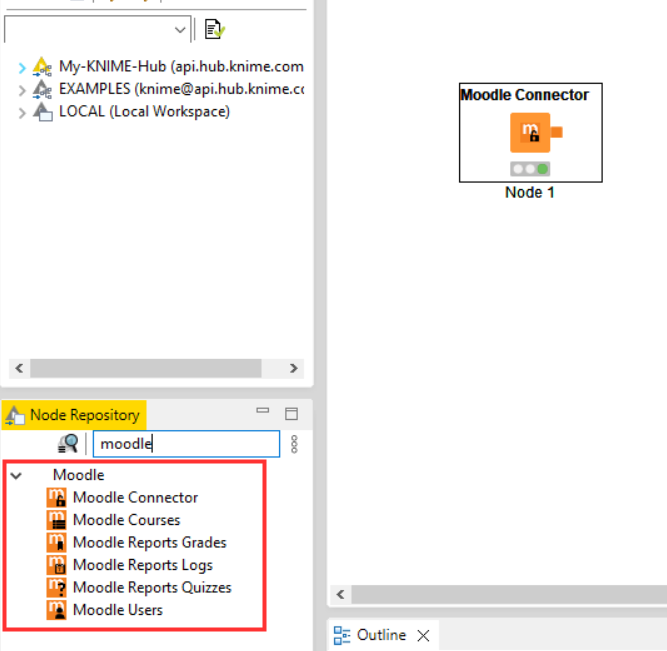 My-KNIME-Hub (api.hub.knime.com
EXAMPLES (knime@api.hub.knime.cc
LOCAL (Local Workspace)
Moodle Connector
Node 1
Node Repository
moodle
Moodle
Moodle Connector
Moodle Courses
Moodle Reports Grades
Moodle Reports Logs
Moodle Reports Quizzes
Moodle Users
Outline